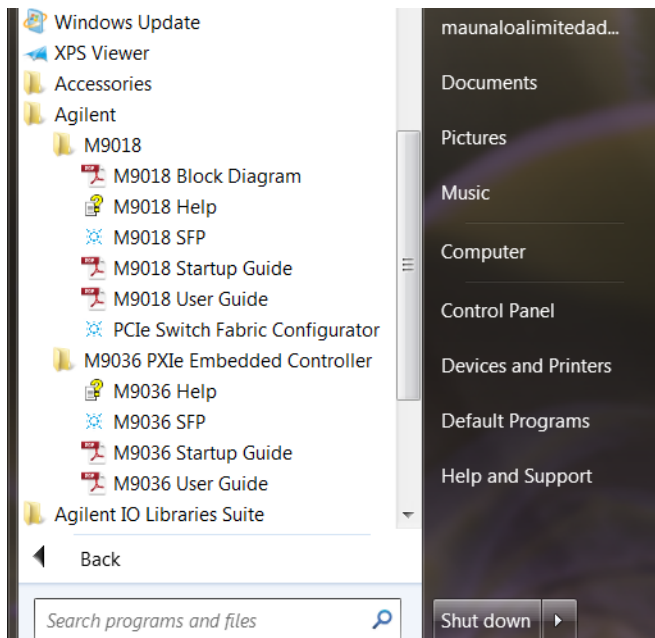 Windows Update
XPS Viewer
Accessories
Agilent
M9018
M9018 Block Diagram
M9018 Help
M9018 SFP
M9018 Startup Guide
M9018 User Guide
PCIe Switch Fabric Configurator
M9036 PXIe Embedded Controller
M9036 Help
M9036 SFP
M9036 Startup Guide
M9036 User Guide
Agilent IO Libraries Suite
Back
Search programs and files
maunaloalimitedad...
Documents
Pictures
Music
Computer
Control Panel
Devices and Printers
Default Programs
Help and Support
Shut down